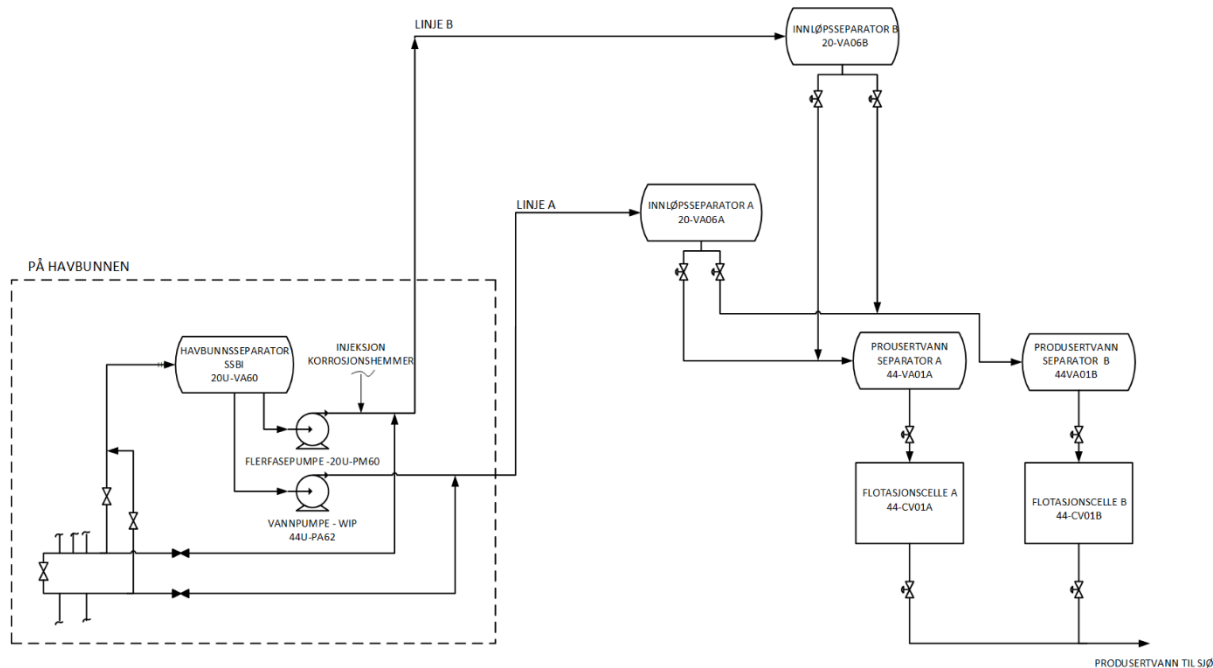 LINJE B
INNLØPSSEPARATOR B
20-VA06B
LINJE A
INNLØPSSEPARATOR A
20-VA06A
PÅ HAVBUNNEN
HAVBUNNSSEPARATOR
SSBI
20U-VA60
INJEKSJON
KORROSJONSHEMMER
FLERFASEPUMPE -20U-PM60
VANNPUMPE - WIP
44U-PA62
PROUSERTVANN
SEPARATOR A
44-VA01A
PRODUSERTVANN
SEPARATOR B
44VA01B
FLOTASJONSCELLE A
44-CV01A
FLOTASJONSCELLE B
44-CV01B
PRODUSERTVANN TIL SJØ